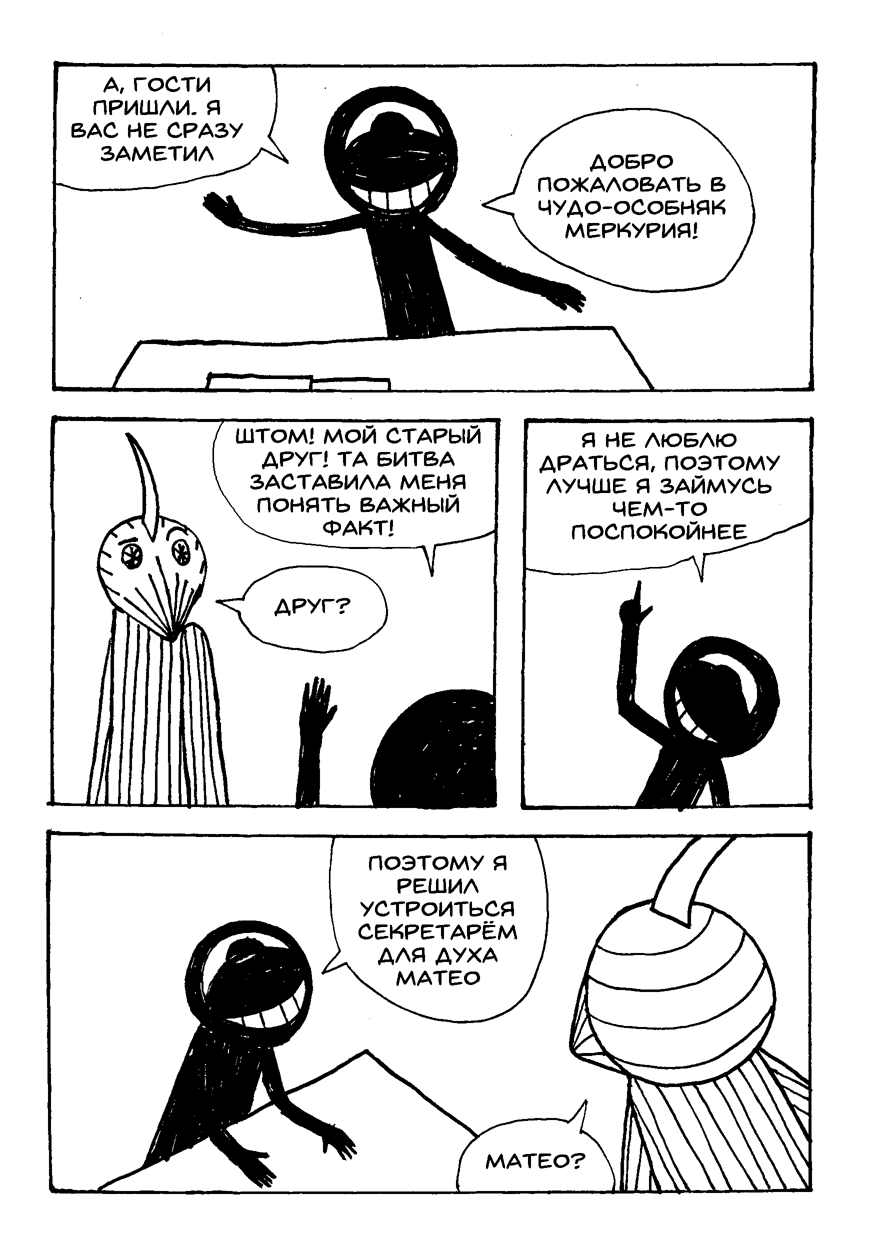 А, ГОСТИ
ПРИШЛИ. Я
ВАС НЕ СРАЗУ
ЗАМЕТИЛ
ДОБРО
ПОЖАЛОВАТЬ В
ЧУДО-ОСОБНЯК
МЕРКУРИЯ!
ШТОМ! МОЙ СТАРЫЙ
ДРУГ! ТА БИТВА
ЗАСТАВИЛА МЕНЯ
ПОНЯТЬ ВАЖНЫЙ
ФАКТ!
ДРУГ?
Я НЕ ЛЮБЛЮ
ДРАТЬСЯ, ПОЭТОМУ
ЛУЧШЕ Я ЗАЙМУСЬ
ЧЕМ-ТО
ПОСПОКОЙНЕЕ
ПОЭТОМУ Я
РЕШИЛ
УСТРОИТЬСЯ
СЕКРЕТАРЁМ
ДЛЯ ДУХА
МАТЕО
МАТЕО?